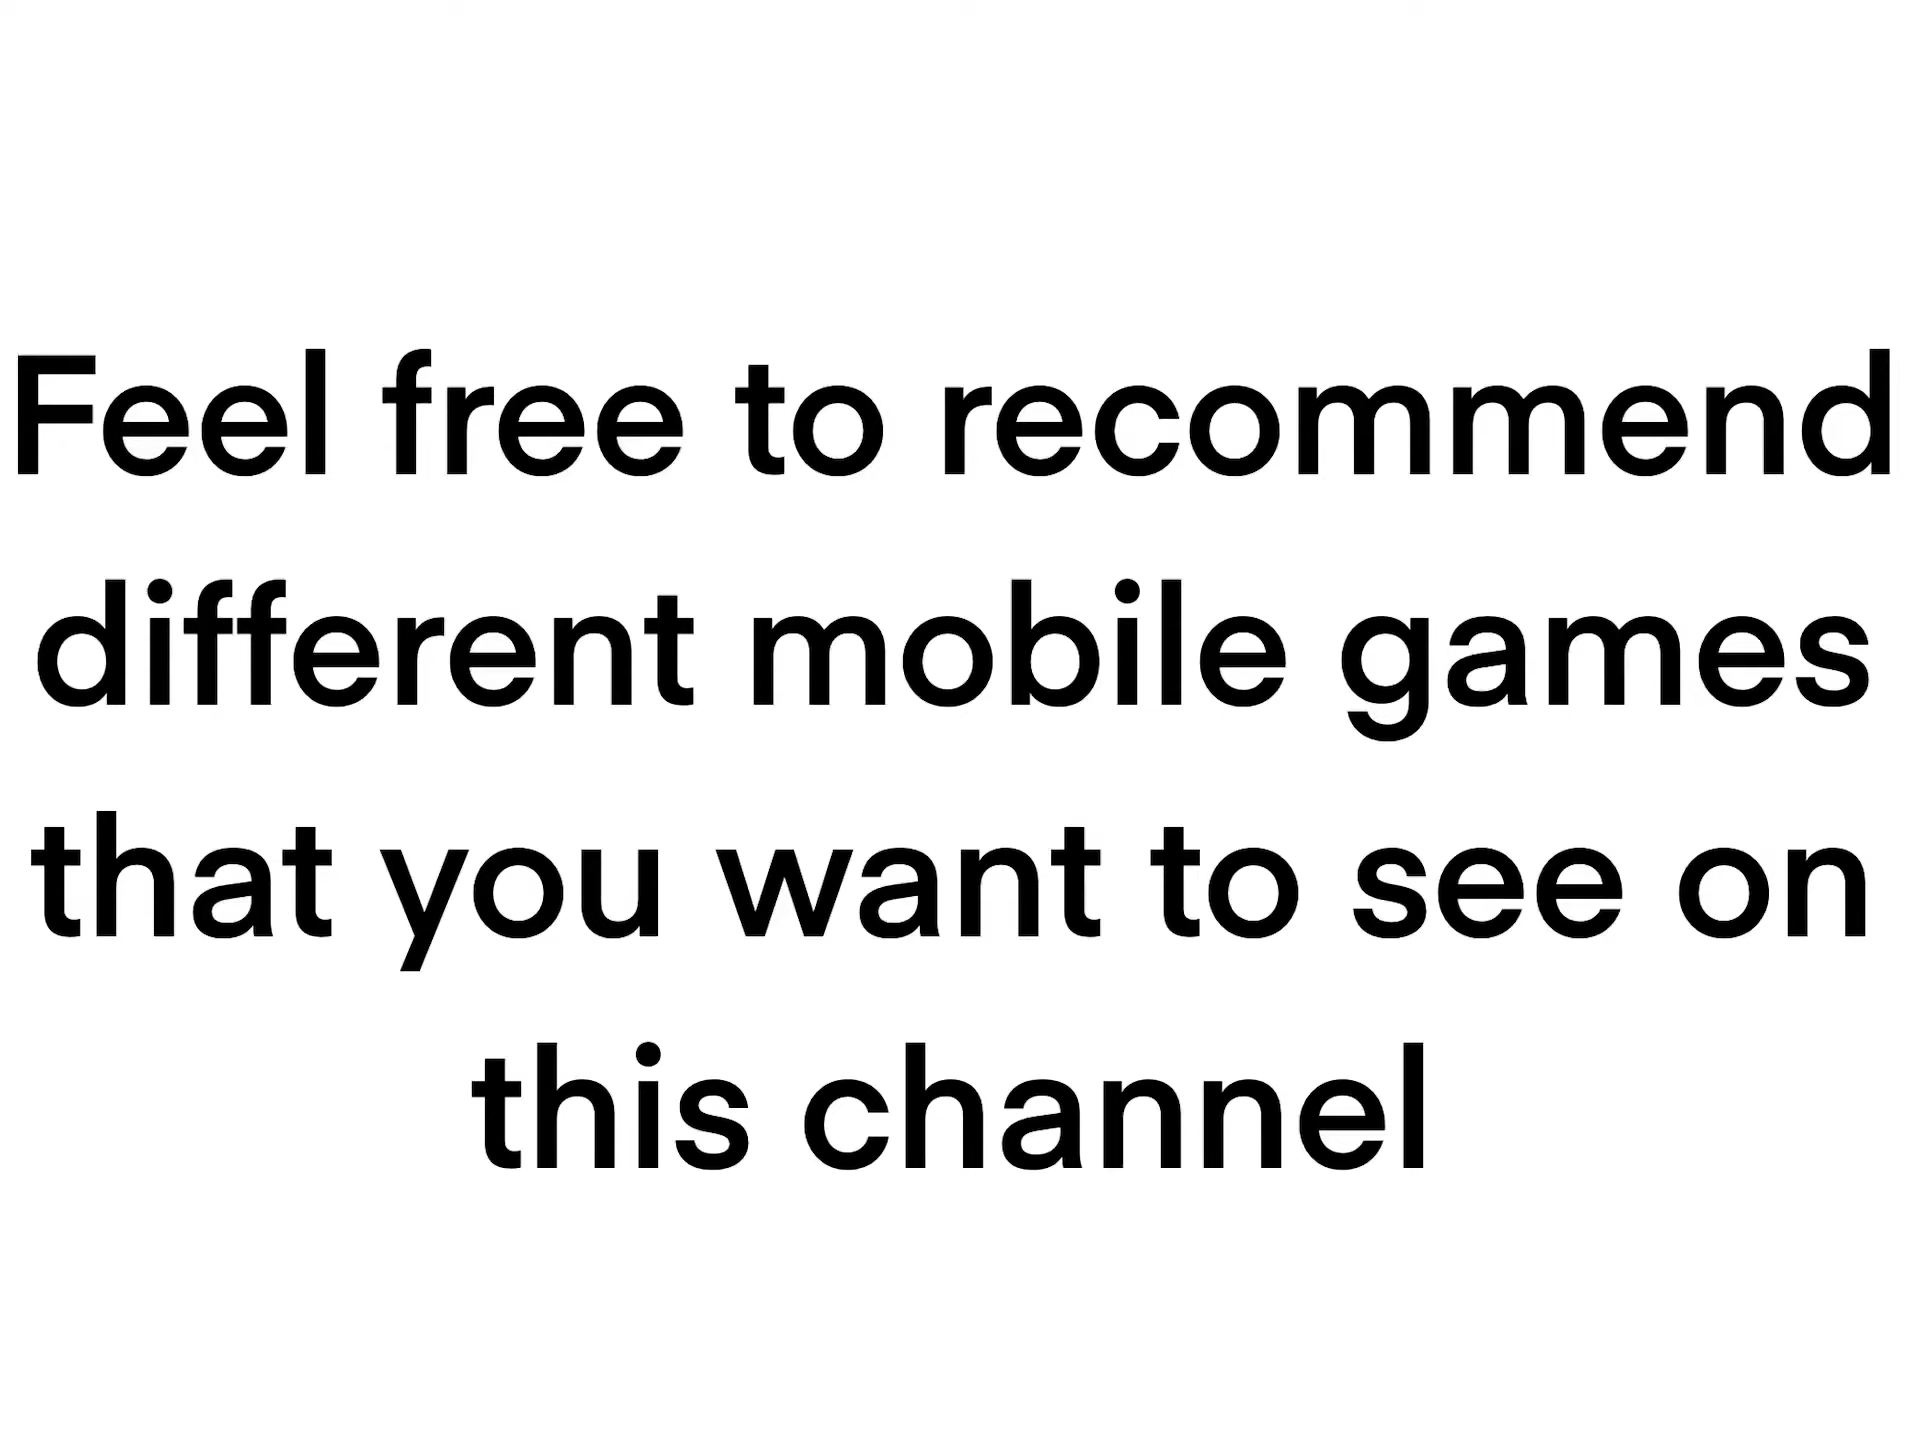 Feel free to recommend
different mobile games
that you want to see on
this channel